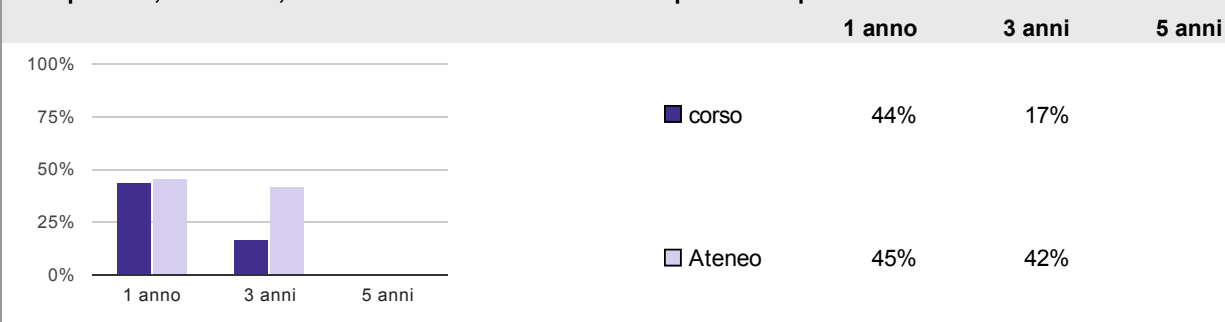 1 anno 3 anni 5 anni
100%
75%
50%
25%
0%
1 anno 3 anni 5 anni
corso 44% 17%
Ateneo 45% 42%